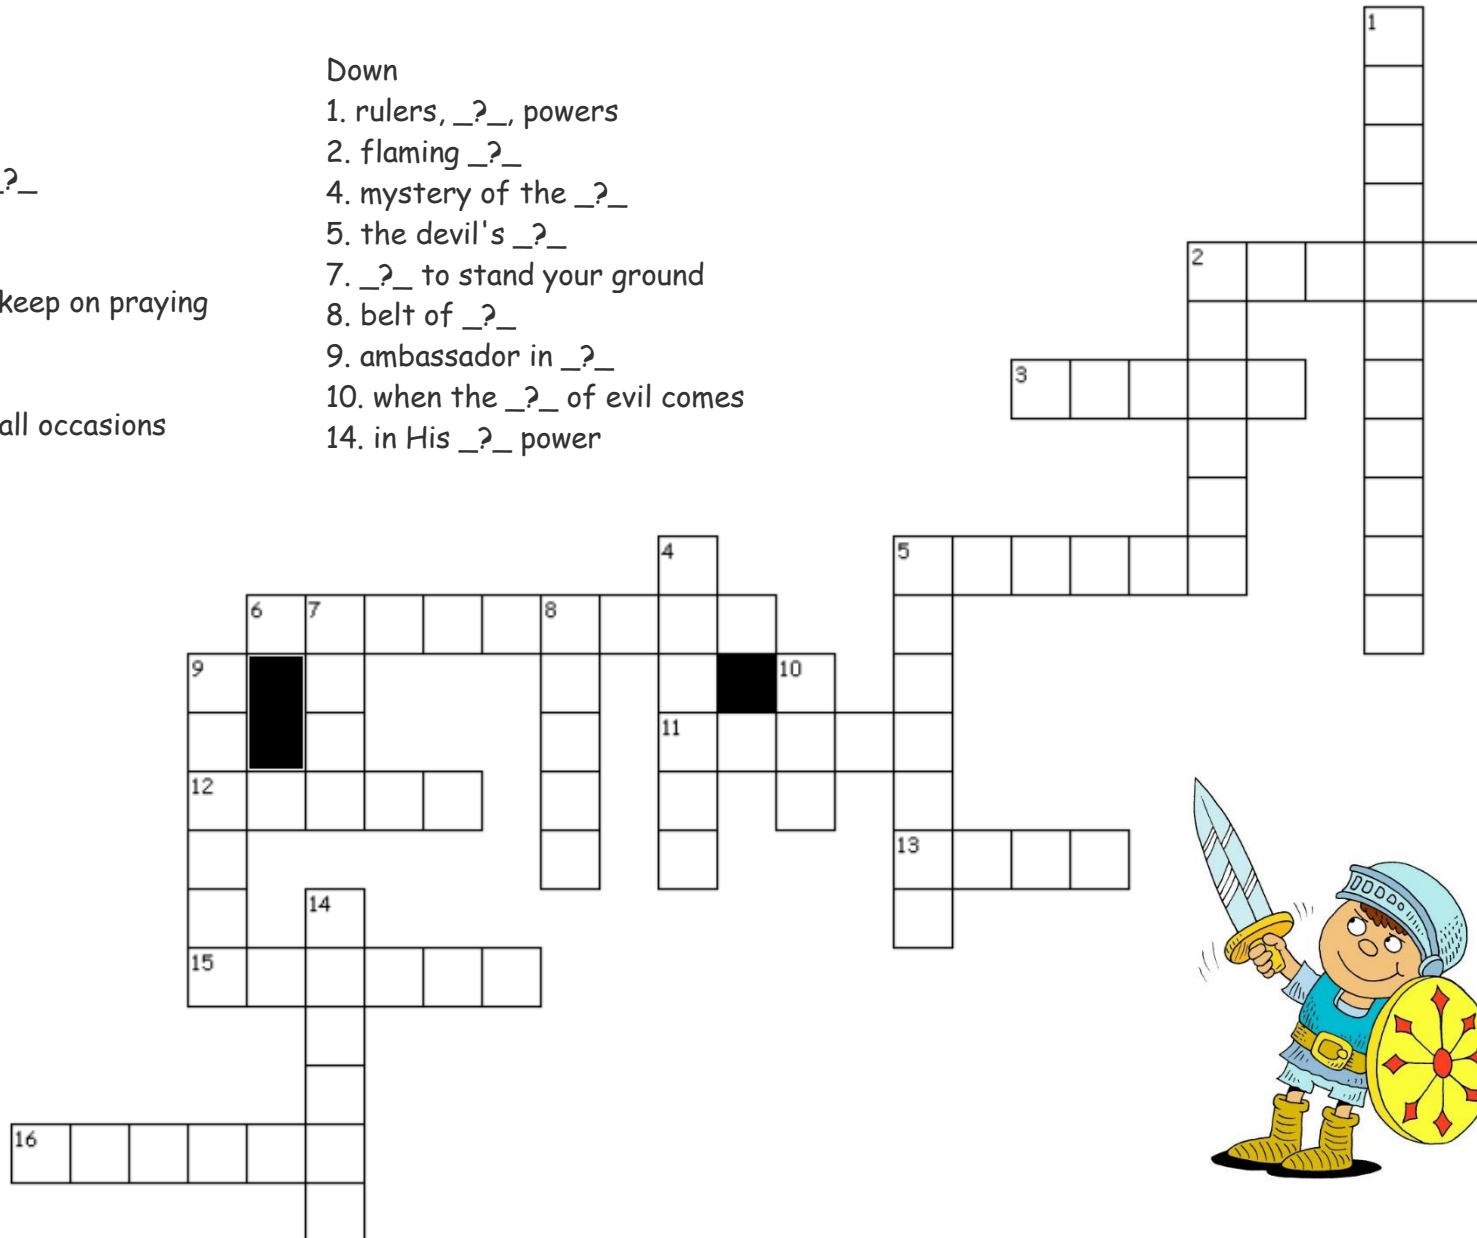 _?_
keep on praying
all occasions
Down
1. rulers, _?_, powers
2. flaming _?_
4. mystery of the _?_
5. the devil's _?_
7. _?_ to stand your ground
8. belt of _?_
9. ambassador in _?_
10. when the _?_ of evil comes
14. in His _?_ power
1
2
3
4
5
6 7 8
9 10
11
12
13
14
15
16